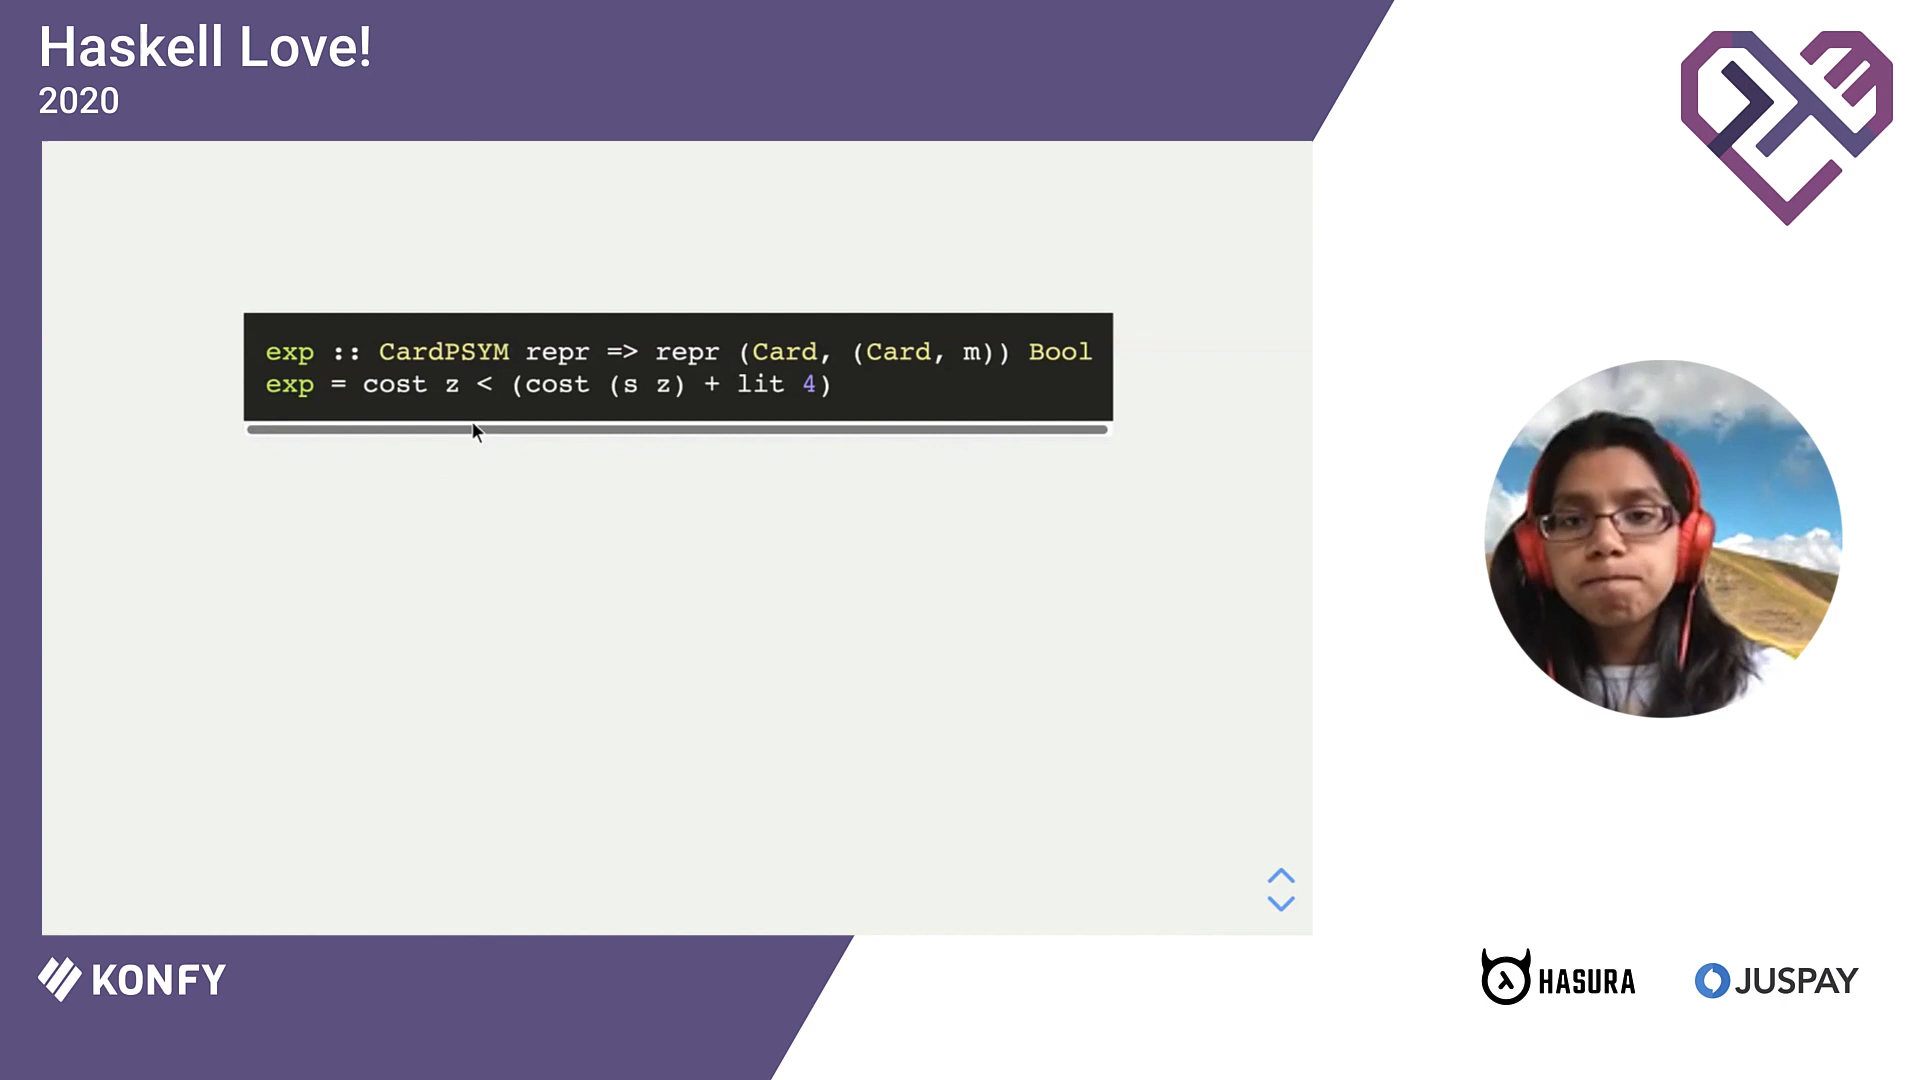 Haskell Love!
2020
exp :: CardPSYM repr => repr (Card, (Card, m)) Bool
exp = cost z < (cost (s z) + lit 4)
KONFY
HASURA
JUSPAY